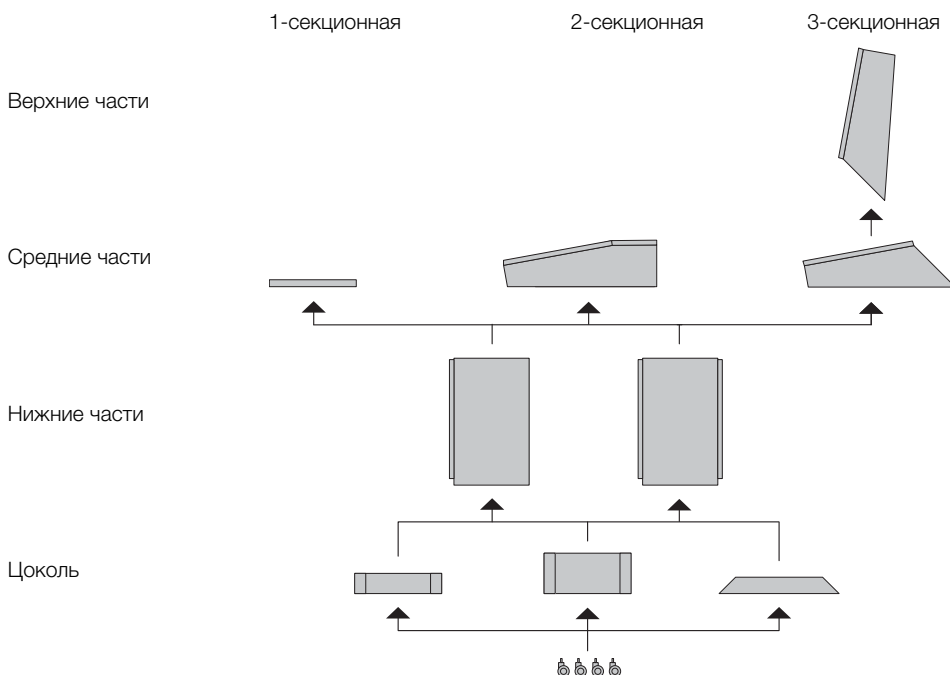 1-секционная 2-секционная 3-секционная
Верхние части
Средние части
Нижние части
Цоколь